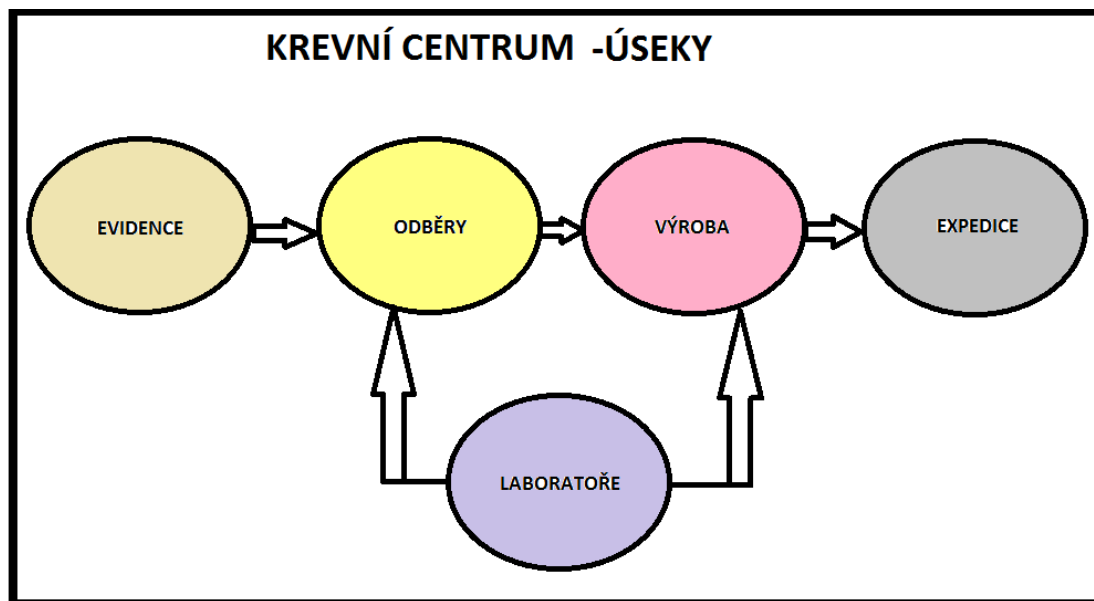 KREVNÍ CENTRUM -ÚSEKY
EVIDENCE
ODBĚRY
VÝROBA
EXPEDICE
LABORATOŘE